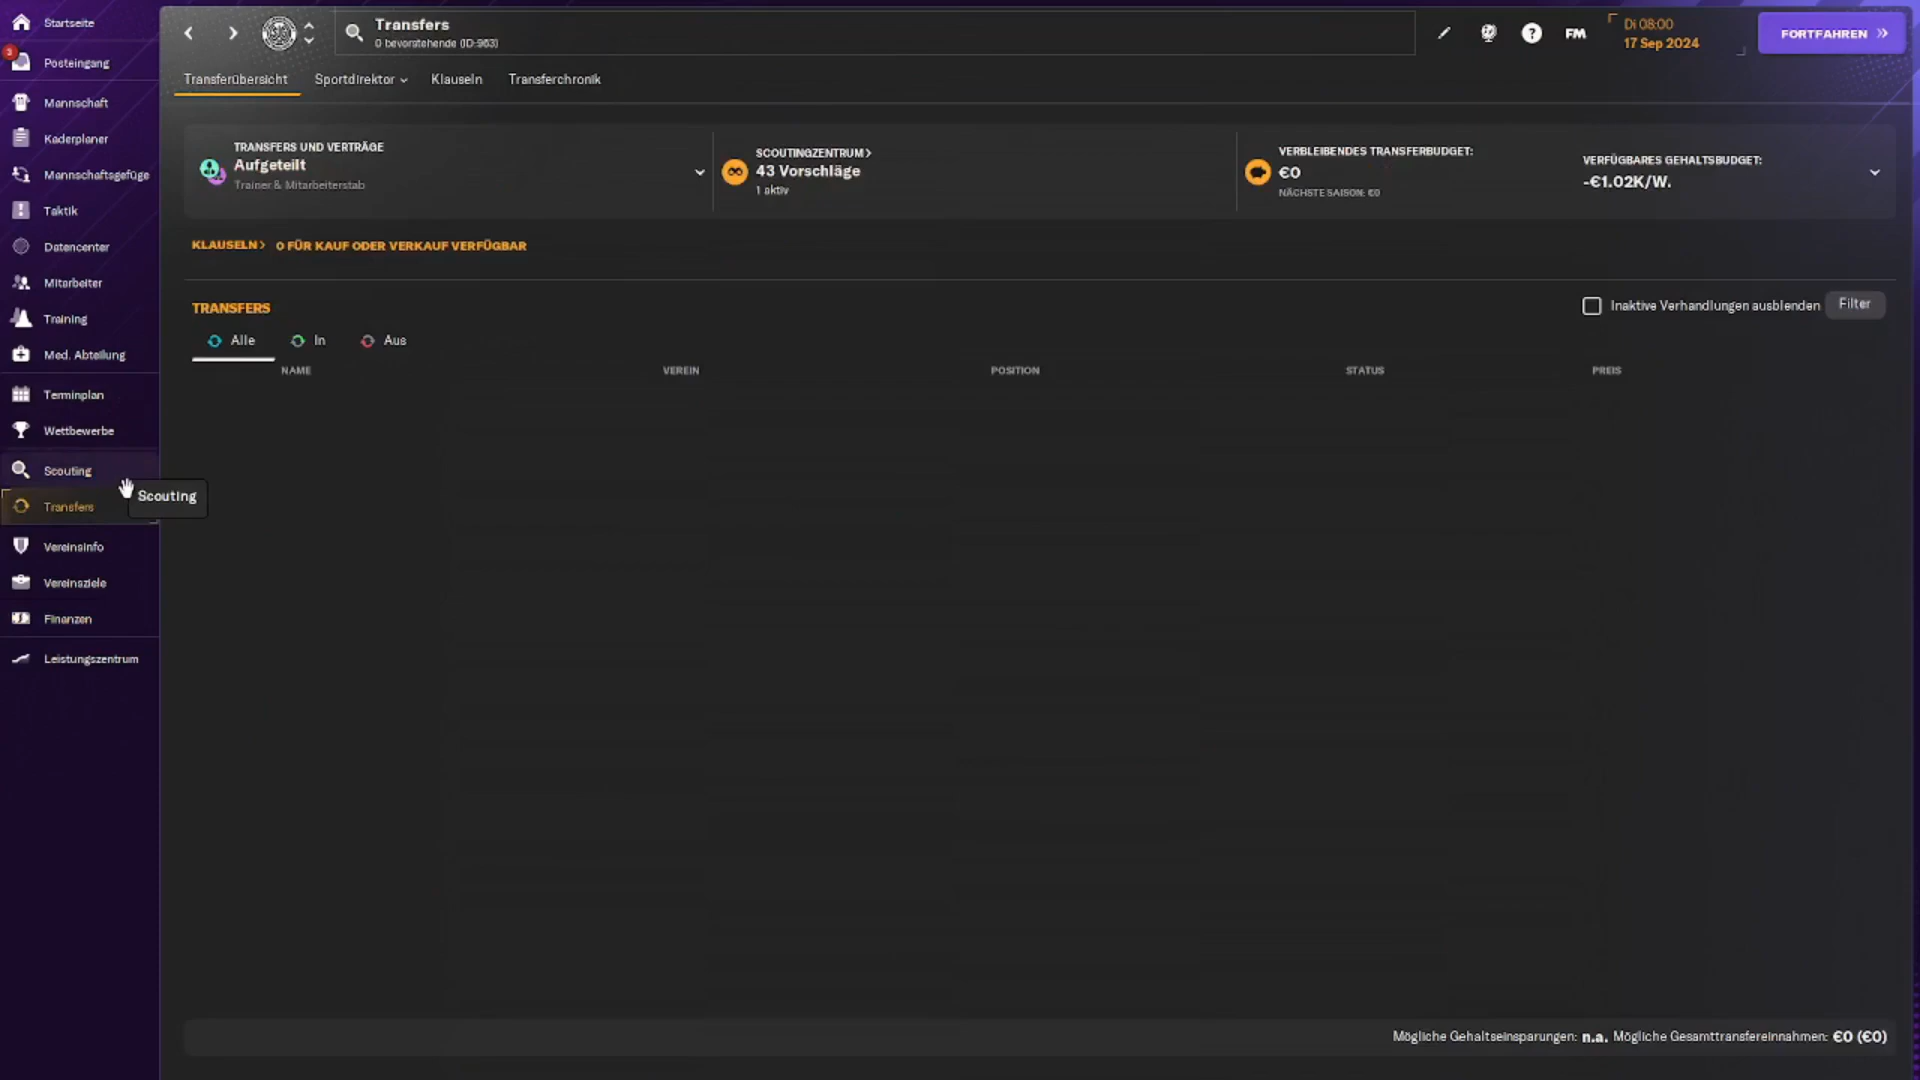 Startseite
3
Posteingang
Mannschaft
Kaderplaner
Mannschaftsgefüge
Taktik
Datencenter
Mitarbeiter
Training
Med. Abteilung
Terminplan
Wettbewerbe
Scouting
Transfers
Vereinsinfo
Vereinsziele
Finanzen
Leistungszentrum
Scouting
Transfers
0 bevorstehende (ID:963)
FM
Di 08:00
17 Sep 2024
FORTFAHREN
Transferübersicht
Sportdirektor
Klauseln
Transferchronik
TRANSFERS UND VERTRÄGE
Aufgeteilt
Trainer & Mitarbeiterstab
SCOUTINGZENTRUM>
43 Vorschläge
1 aktiv
VERBLEIBENDES TRANSFERBUDGET:
€0
NÄCHSTE SAISON: €0
VERFÜGBARES GEHALTSBUDGET:
-€1.02K/W.
KLAUSELN> 0 FÜR KAUF ODER VERKAUF VERFÜGBAR
TRANSFERS
Inaktive Verhandlungen ausblenden
Filter
Alle
In
Aus
NAME
VEREIN
POSITION
STATUS
PREIS
Mögliche Gehaltseinsparungen: n.a. Mögliche Gesamttransfereinnahmen: €0 (€0)